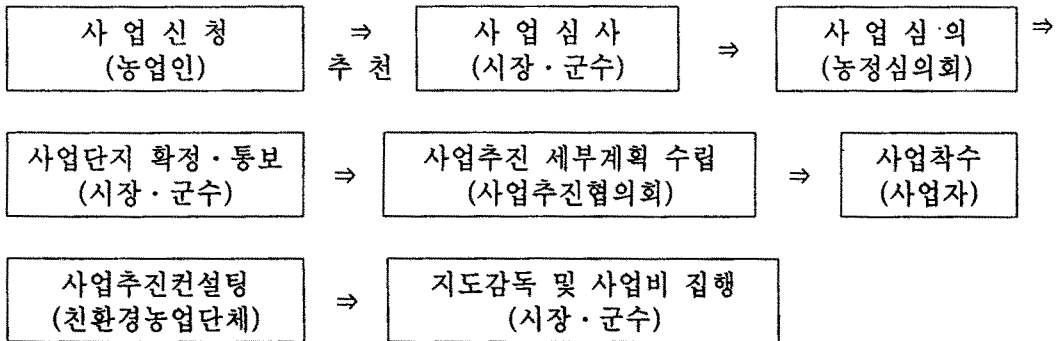 사 업 신 청 ⇒ 사 업 심 사 ⇒ 사 업 심 의 ⇒
(농업인) 추 천 (시장・군수) (농정심의회)
사업단지 확정・통보 ⇒ 사업추진 세부계획 수립 ⇒ 사업착수
(시장・군수) (사업추진협의회) (사업자)
사업추진컨설팅 ⇒ 지도감독 및 사업비 집행
(친환경농업단체) (시장・군수)